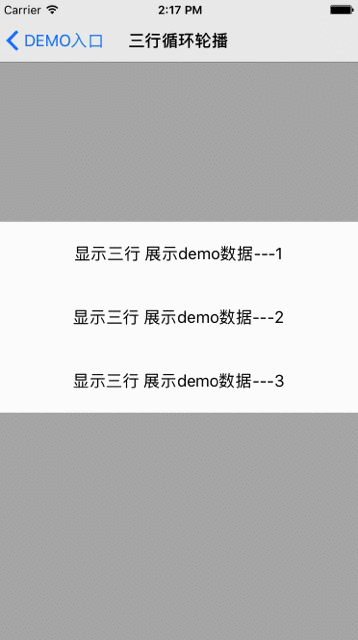 Carrier 2:17 PM
DEMO入口 三行循环轮播
显示三行 展示demo数据---1
显示三行 展示demo数据---2
显示三行 展示demo数据---3